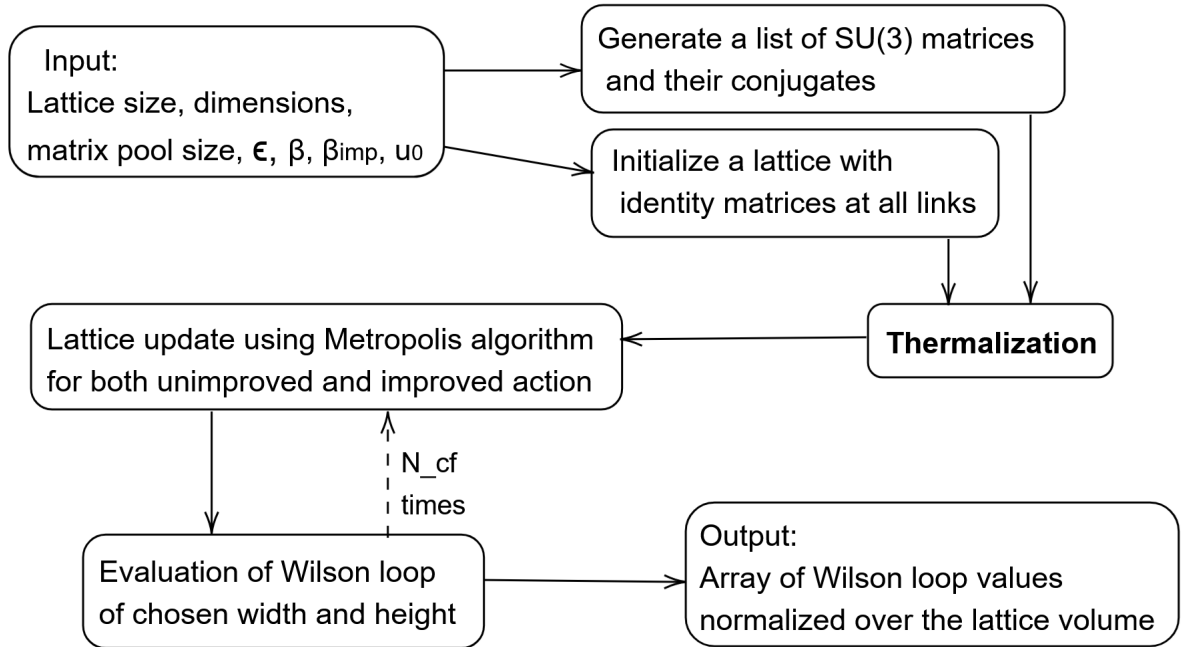 Input:
Lattice size, dimensions,
matrix pool size, ϵ, β, βimp, u0
Generate a list of SU(3) matrices
and their conjugates
Initialize a lattice with
identity matrices at all links
Thermalization
Lattice update using Metropolis algorithm
for both unimproved and improved action
N_cf
times
Evaluation of Wilson loop
of chosen width and height
Output:
Array of Wilson loop values
normalized over the lattice volume